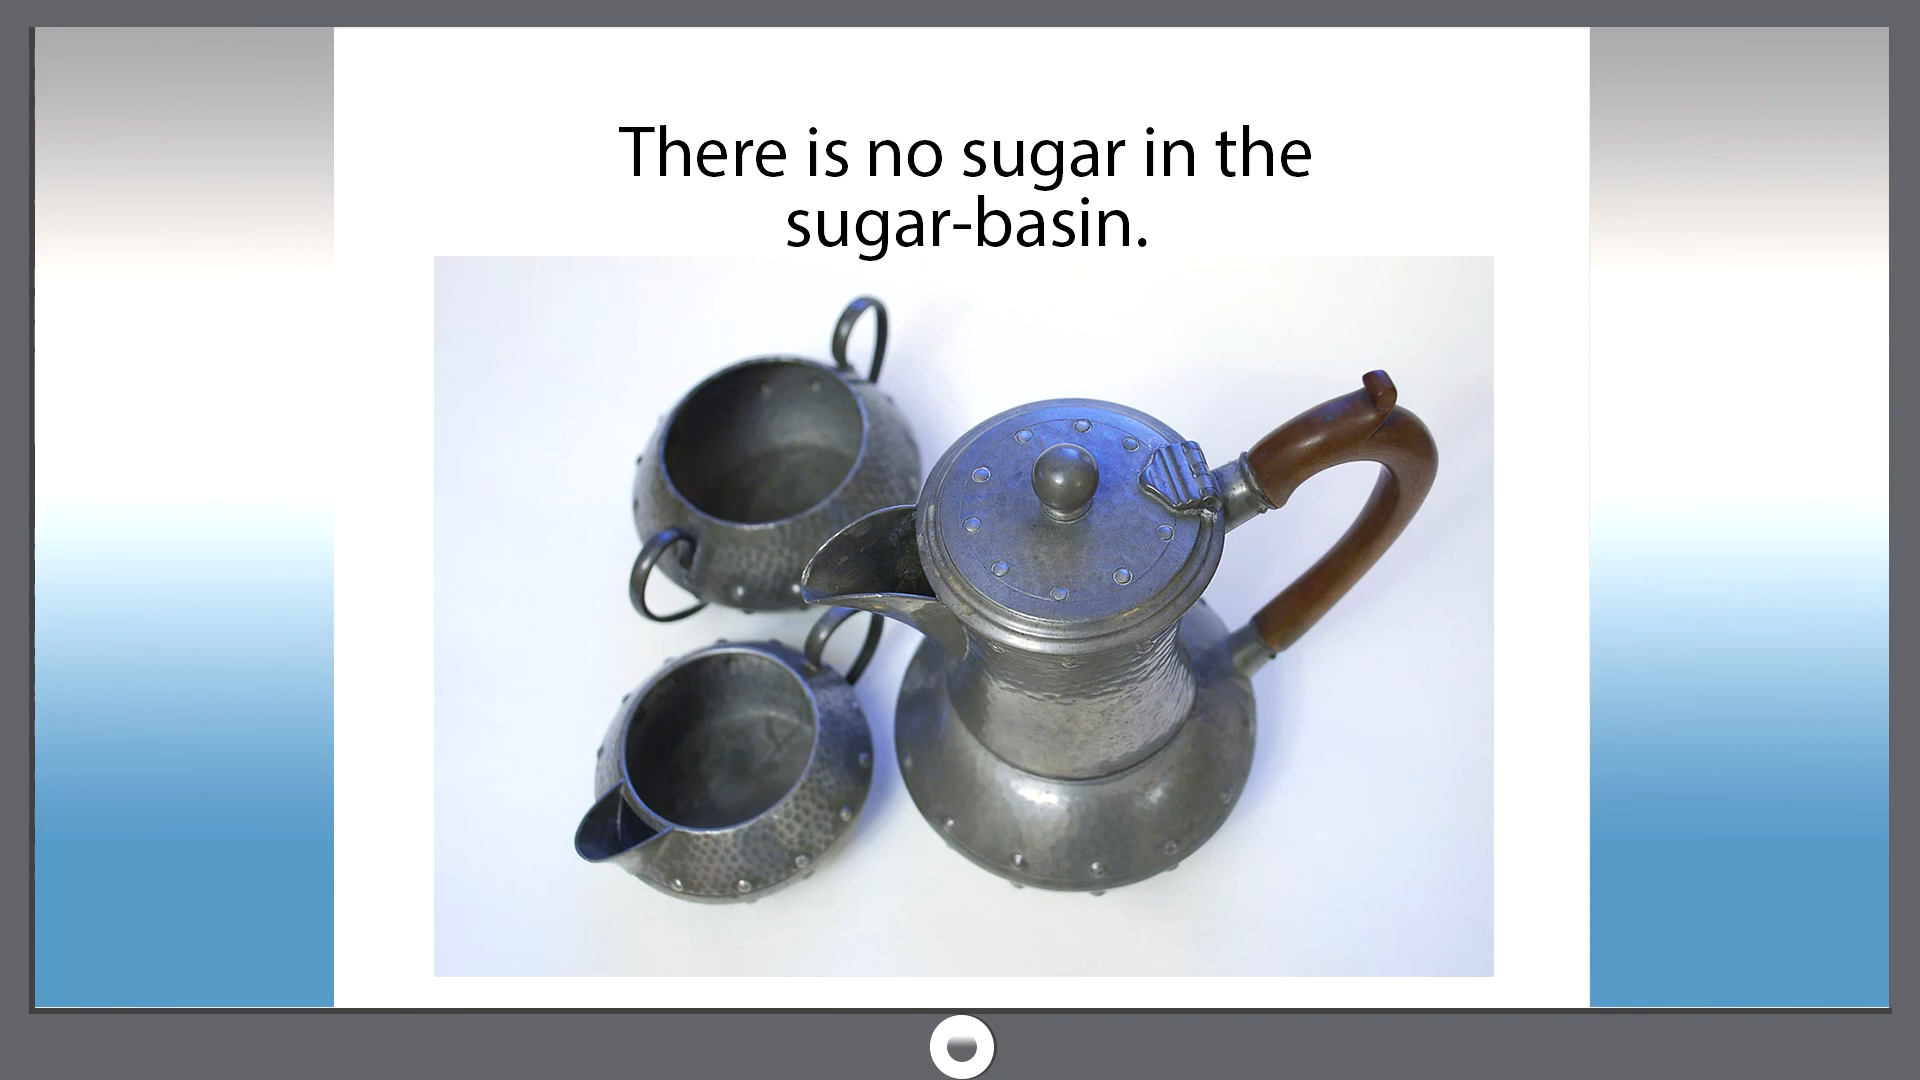 There is no sugar in the
sugar-basin.